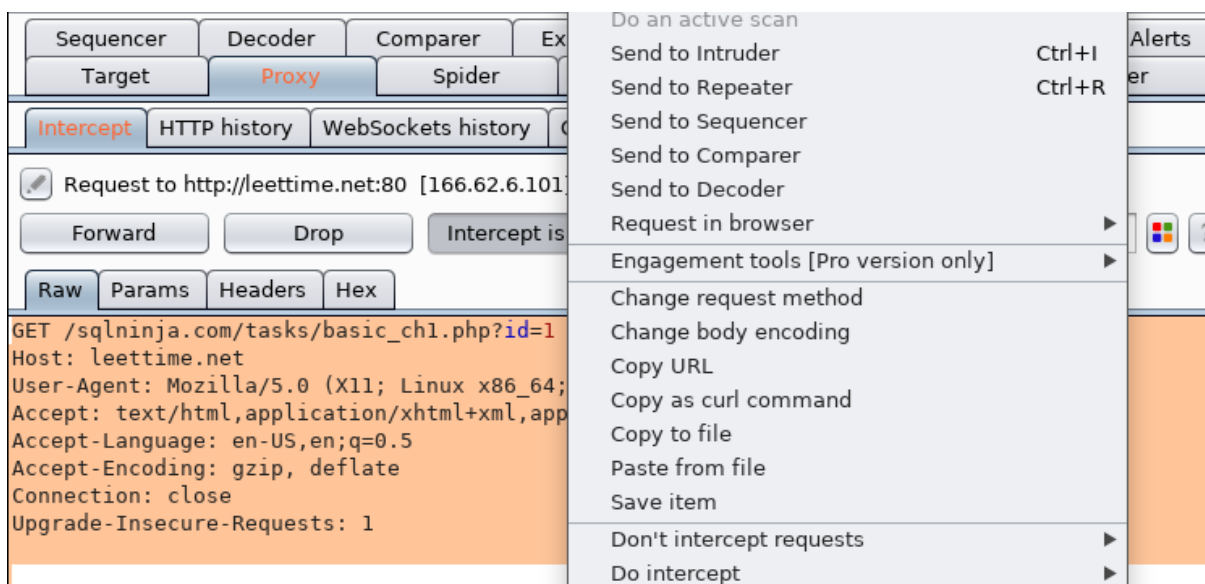 Sequencer Decoder Comparer Ex Alerts
Target Proxy Spider er
Intercept HTTP history WebSockets history
Request to http://leettime.net:80 [166.62.6.101]
Forward Drop Intercept is
Raw Params Headers Hex
GET /sqlninja.com/tasks/basic_ch1.php?id=1
Host: leettime.net
User-Agent: Mozilla/5.0 (X11; Linux x86_64;
Accept: text/html,application/xhtml+xml,app
Accept-Language: en-US,en;q=0.5
Accept-Encoding: gzip, deflate
Connection: close
Upgrade-Insecure-Requests: 1
Do an active scan
Send to Intruder Ctrl+I
Send to Repeater Ctrl+R
Send to Sequencer
Send to Comparer
Send to Decoder
Request in browser
Engagement tools [Pro version only]
Change request method
Change body encoding
Copy URL
Copy as curl command
Copy to file
Paste from file
Save item
Don't intercept requests
Do intercept